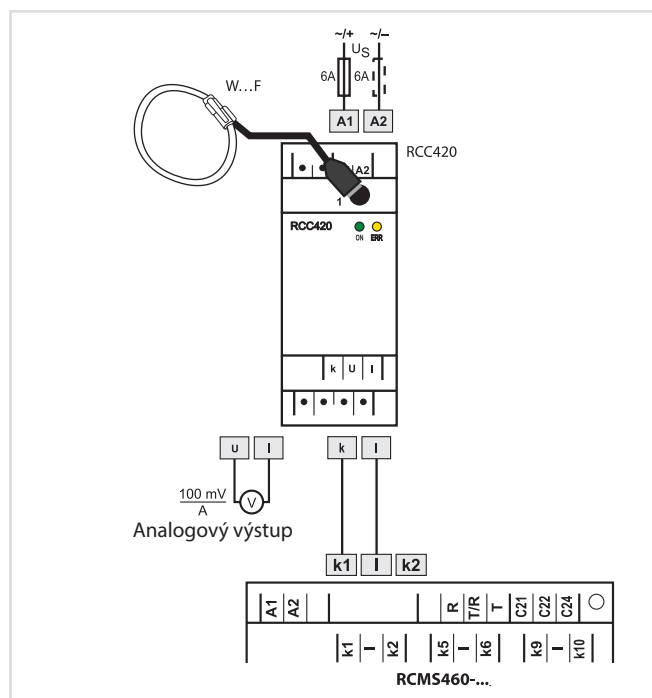 ~/+ ~/–
US
6A 6A
W...F
A1 A2
RCC420
A2
1
RCC420
ON ERR
k U I
U I k I
100 mV
A
V
Analogový výstup
k1 I k2
A1 A2 R T/R T C21 C22 C24
k1 I k2 k5 I k6 k9 I k10
RCMS460-...